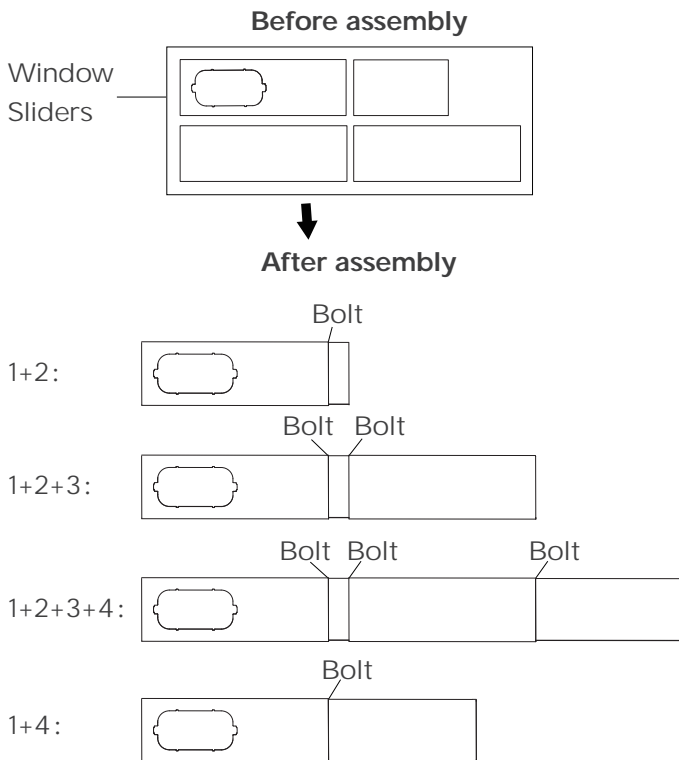 Before assembly
Window
Sliders
After assembly
Bolt
1+2:
Bolt Bolt
1+2+3:
Bolt Bolt Bolt
1+2+3+4:
Bolt
1+4: